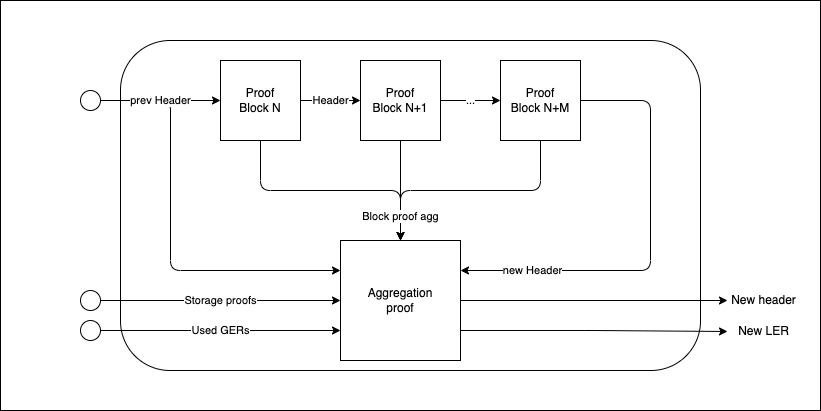 Proof
Block N
Proof
Block N+1
Proof
Block N+M
prev Header
Header
...
Block proof agg
Aggregation
proof
new Header
Storage proofs
Used GERs
New header
New LER